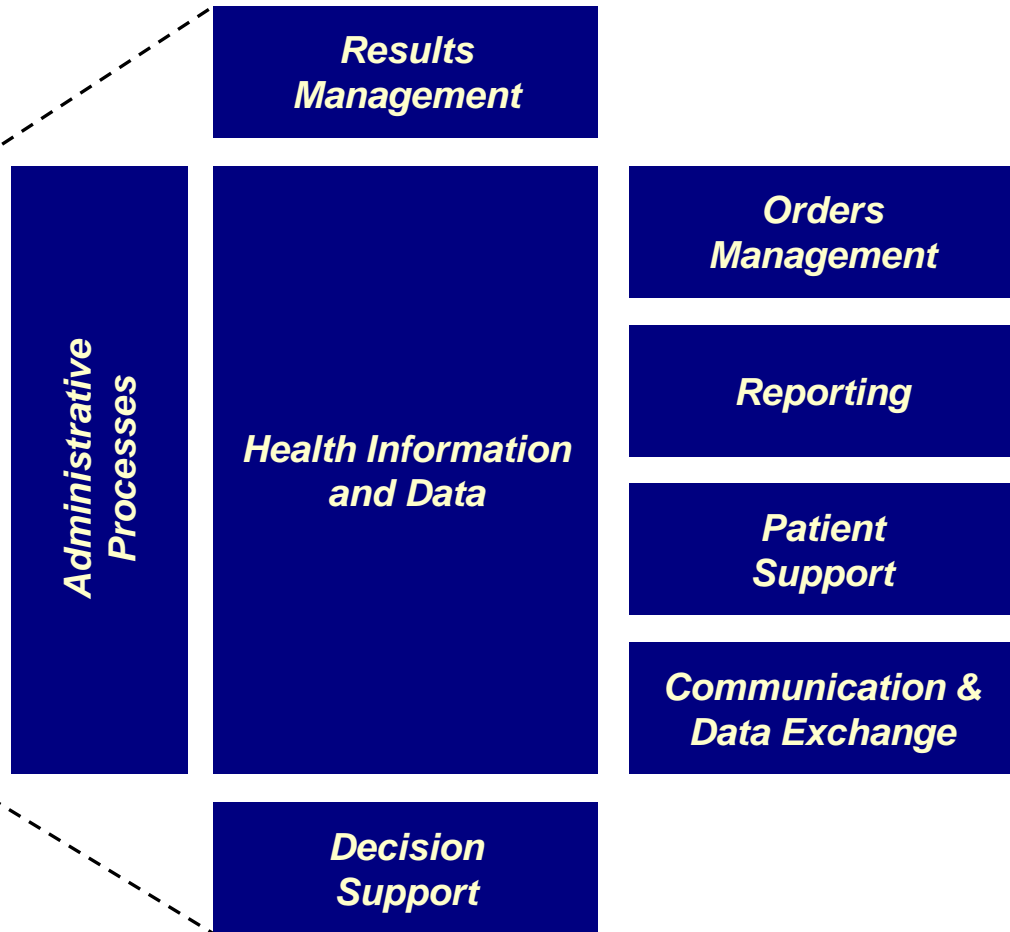 Results
Management
Administrative
Processes
Health Information
and Data
Orders
Management
Reporting
Patient
Support
Communication &
Data Exchange
Decision
Support